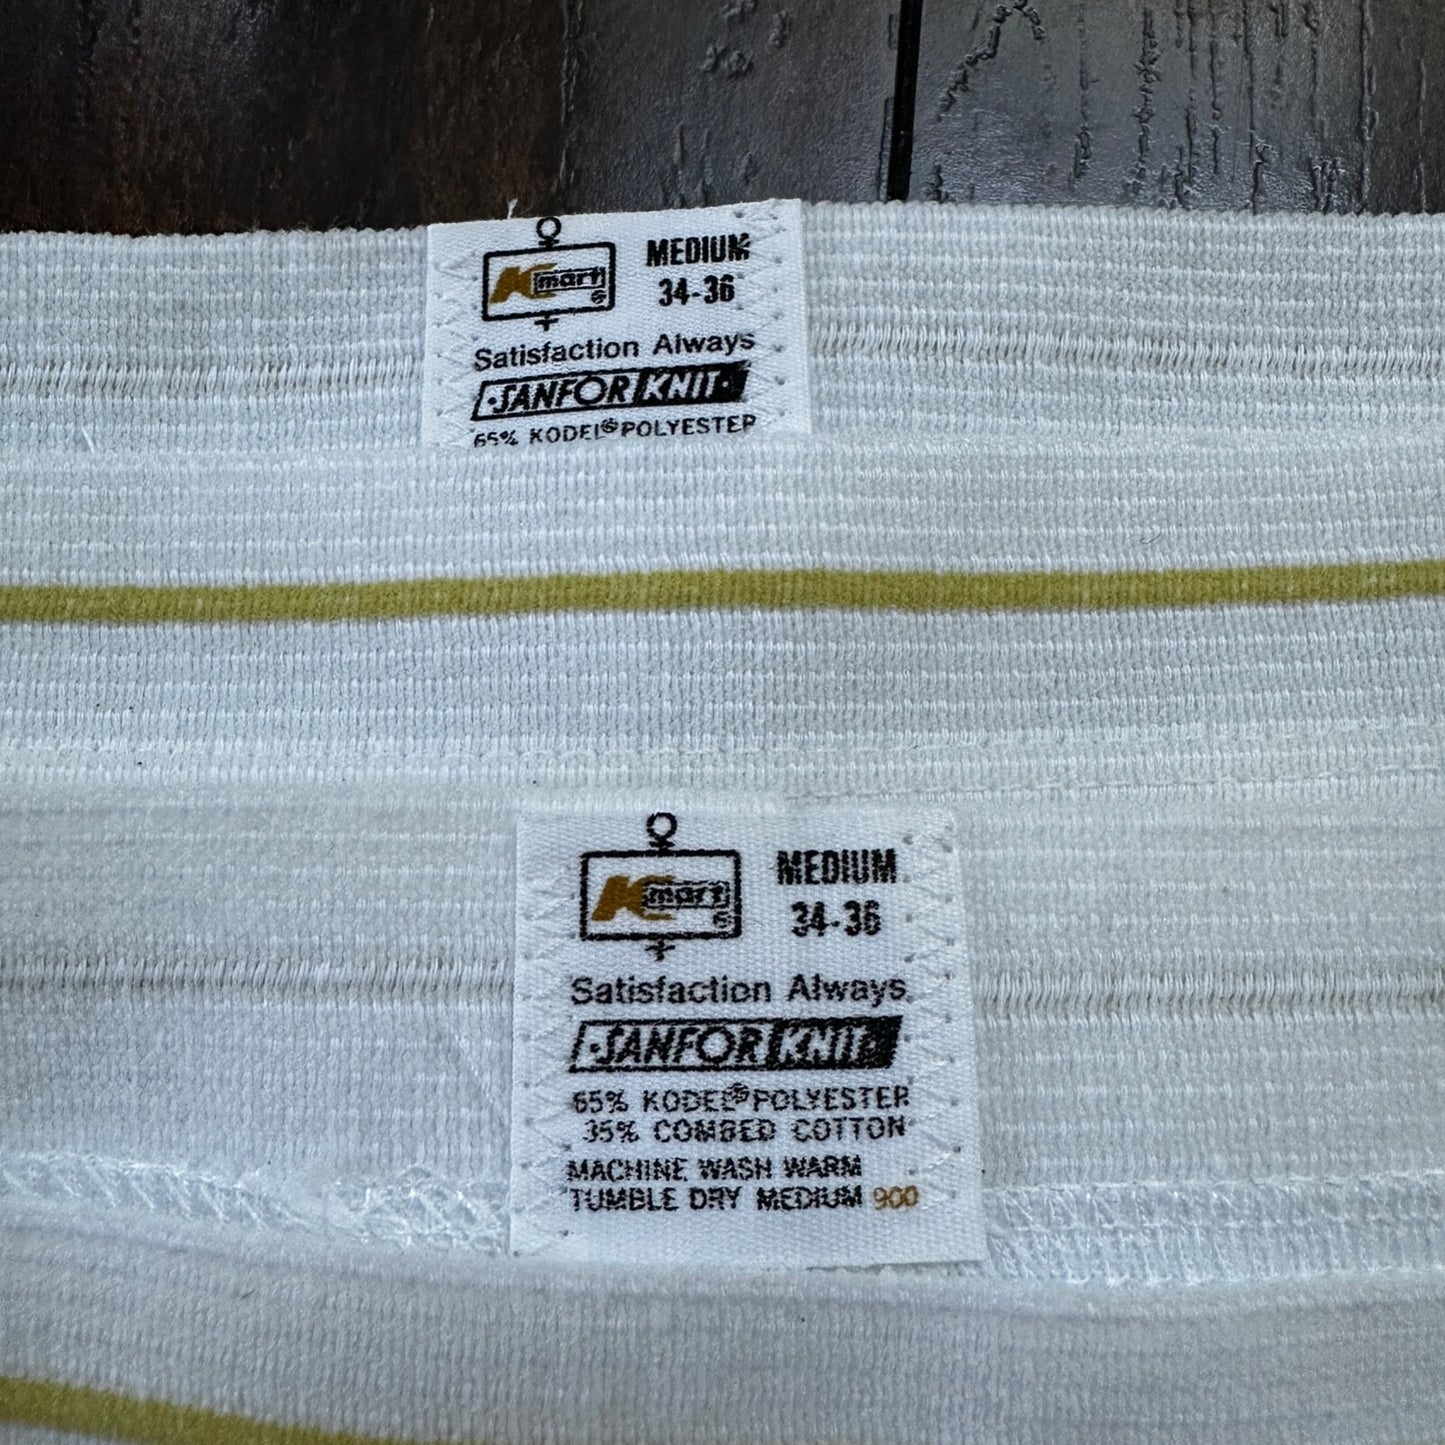 Kmart ®
MEDIUM
34-36
Satisfaction Always
·SANFOR KNIT·
65% KODEL® POLYESTER
Kmart ®
MEDIUM
34-36
Satisfaction Always
·SANFOR KNIT·
65% KODEL® POLYESTER
35% COMBED COTTON
MACHINE WASH WARM
TUMBLE DRY MEDIUM 900